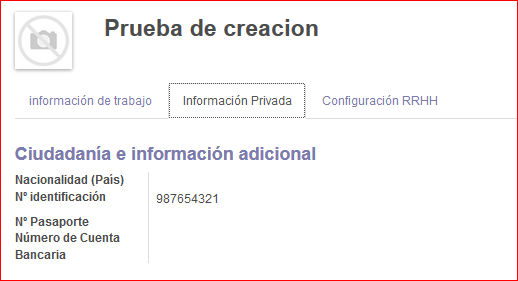 Prueba de creacion
información de trabajo Información Privada Configuración RRHH
Ciudadanía e información adicional
Nacionalidad (País)
Nº identificación 987654321
Nº Pasaporte
Número de Cuenta
Bancaria